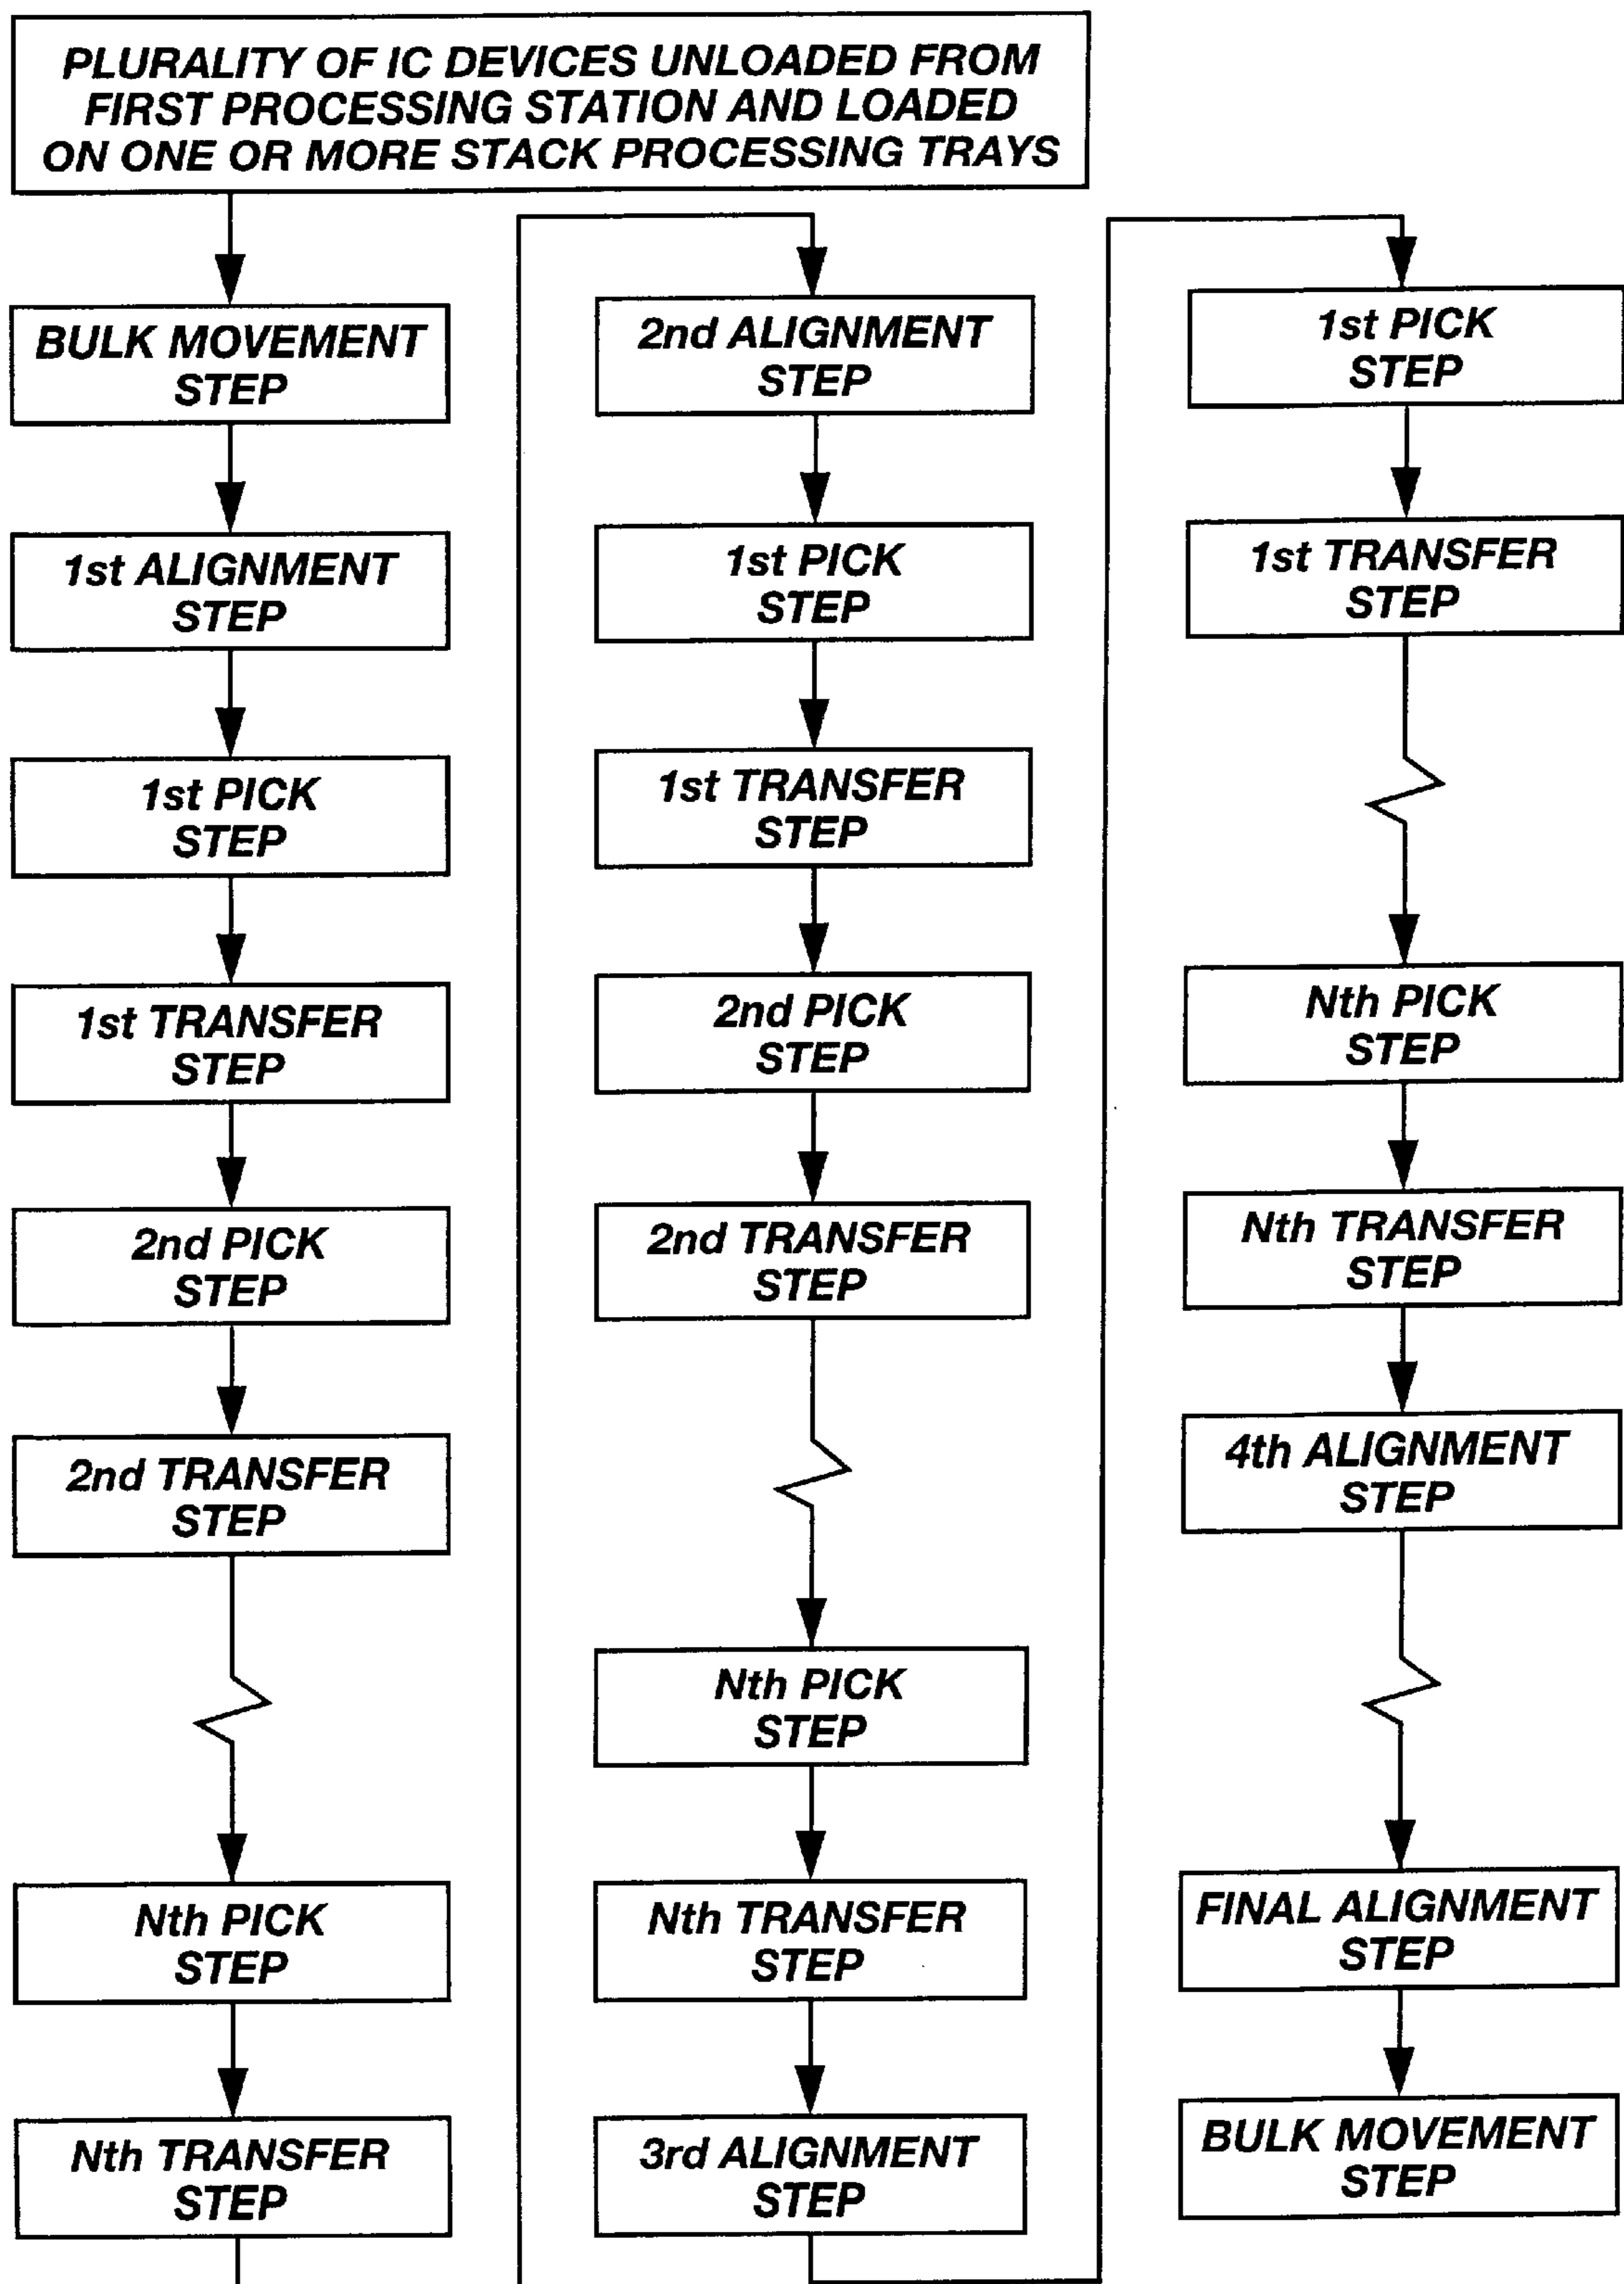 PLURALITY OF IC DEVICES UNLOADED FROM
FIRST PROCESSING STATION AND LOADED
ON ONE OR MORE STACK PROCESSING TRAYS
BULK MOVEMENT
STEP
1st ALIGNMENT
STEP
1st PICK
STEP
1st TRANSFER
STEP
2nd PICK
STEP
2nd TRANSFER
STEP
Nth PICK
STEP
Nth TRANSFER
STEP
2nd ALIGNMENT
STEP
1st PICK
STEP
1st TRANSFER
STEP
2nd PICK
STEP
2nd TRANSFER
STEP
Nth PICK
STEP
Nth TRANSFER
STEP
3rd ALIGNMENT
STEP
1st PICK
STEP
1st TRANSFER
STEP
Nth PICK
STEP
Nth TRANSFER
STEP
4th ALIGNMENT
STEP
FINAL ALIGNMENT
STEP
BULK MOVEMENT
STEP